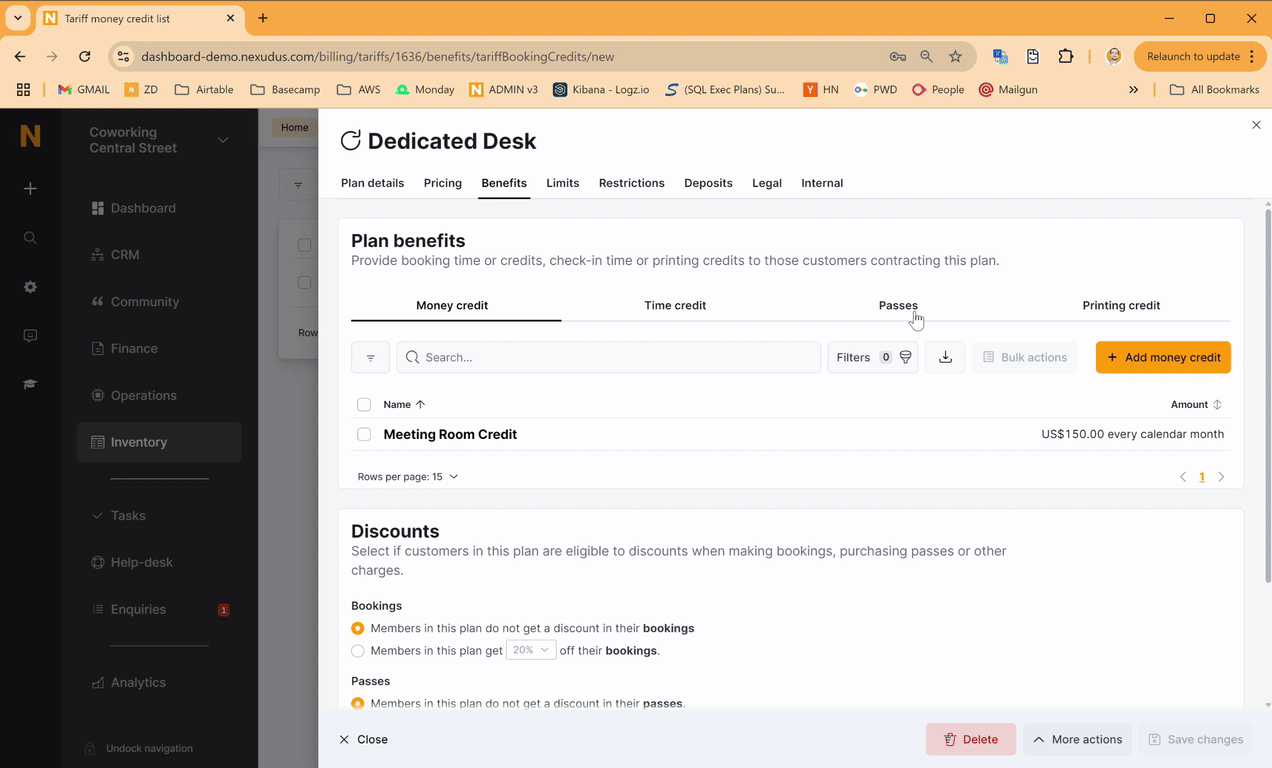 Tariff money credit list
dashboard-demo.nexudus.com/billing/tariffs/1636/benefits/tariffBookingCredits/new
Relaunch to update
GMAIL
ZD
Airtable
Basecamp
AWS
Monday
ADMIN v3
Kibana - Logz.io
(SQL Exec Plans) Su...
HN
PWD
People
Mailgun
All Bookmarks
Coworking
Central Street
Dashboard
CRM
Community
Finance
Operations
Inventory
Tasks
Help-desk
Enquiries
1
Analytics
Undock navigation
Home
Row
Dedicated Desk
Plan details
Pricing
Benefits
Limits
Restrictions
Deposits
Legal
Internal
Plan benefits
Provide booking time or credits, check-in time or printing credits to those customers contracting this plan.
Money credit
Time credit
Passes
Printing credit
Search...
Filters 0
Bulk actions
+ Add money credit
Name
Amount
Meeting Room Credit
US$150.00 every calendar month
Rows per page: 15
1
Discounts
Select if customers in this plan are eligible to discounts when making bookings, purchasing passes or other
charges.
Bookings
Members in this plan do not get a discount in their bookings
Members in this plan get 20% off their bookings.
Passes
Members in this plan do not get a discount in their passes.
Close
Delete
More actions
Save changes